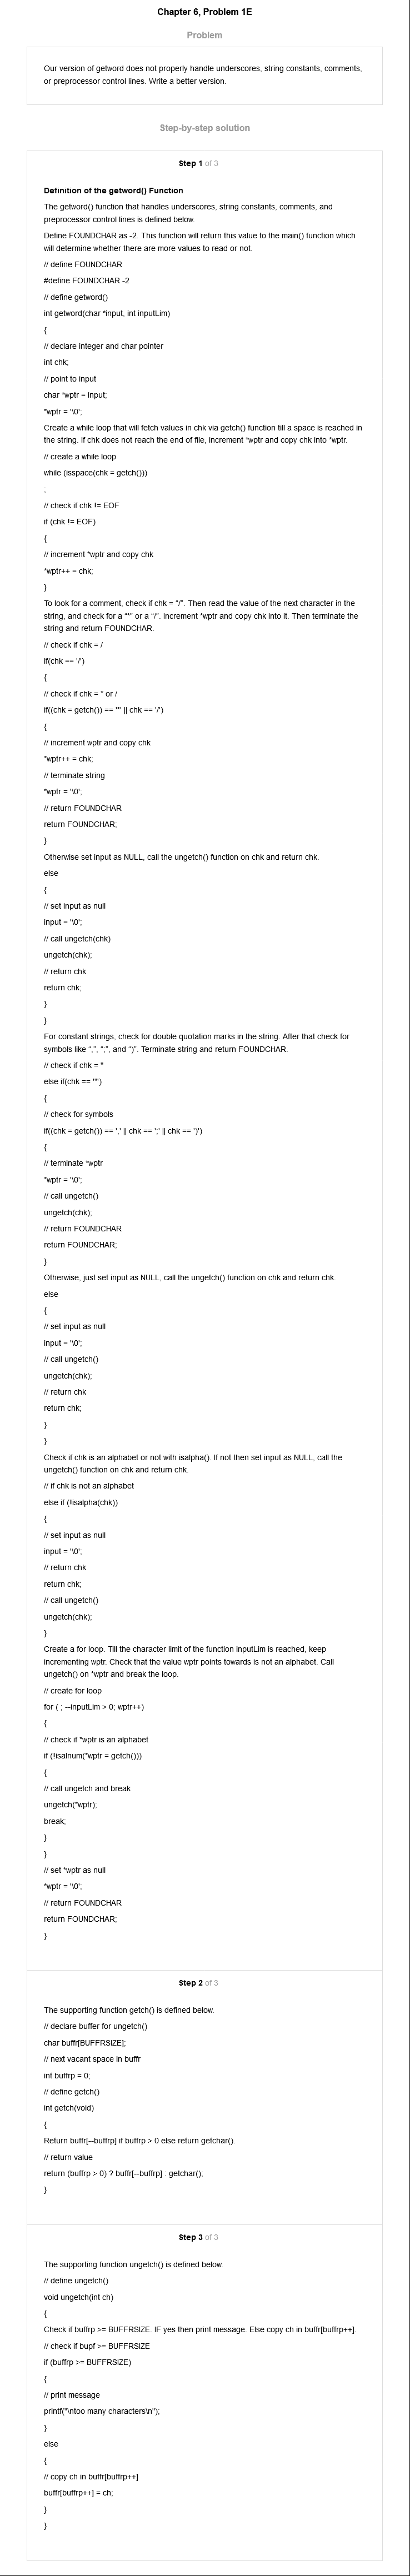 Chapter 6, Problem 1E
Problem
Our version of getword does not properly handle underscores, string constants, comments,
or preprocessor control lines. Write a better version.
Step-by-step solution
Step 1 of 3
Definition of the getword() Function
The getword() function that handles underscores, string constants, comments, and
preprocessor control lines is defined below.
Define FOUNDCHAR as -2. This function will return this value to the main() function which
will determine whether there are more values to read or not.
// define FOUNDCHAR
#define FOUNDCHAR -2
// define getword()
int getword(char *input, int inputLim)
{
// declare integer and char pointer
int chk;
// point to input
char *wptr = input;
*wptr = '\0';
Create a while loop that will fetch values in chk via getch() function till a space is reached in
the string. If chk does not reach the end of file, increment *wptr and copy chk into *wptr.
// create a while loop
while (isspace(chk = getch()))
;
// check if chk != EOF
if (chk != EOF)
{
// increment *wptr and copy chk
*wptr++ = chk;
}
To look for a comment, check if chk = “/”. Then read the value of the next character in the
string, and check for a “*” or a “/”. Increment *wptr and copy chk into it. Then terminate the
string and return FOUNDCHAR.
// check if chk = /
if(chk == '/')
{
// check if chk = * or /
if((chk = getch()) == '*' || chk == '/')
{
// increment wptr and copy chk
*wptr++ = chk;
// terminate string
*wptr = '\0';
// return FOUNDCHAR
return FOUNDCHAR;
}
Otherwise set input as NULL, call the ungetch() function on chk and return chk.
else
{
// set input as null
input = '\0';
// call ungetch(chk)
ungetch(chk);
// return chk
return chk;
}
}
For constant strings, check for double quotation marks in the string. After that check for
symbols like “,”, “;”, and “)”. Terminate string and return FOUNDCHAR.
// check if chk = "
else if(chk == '"')
{
// check for symbols
if((chk = getch()) == ',' || chk == ';' || chk == ')')
{
// terminate *wptr
*wptr = '\0';
// call ungetch()
ungetch(chk);
// return FOUNDCHAR
return FOUNDCHAR;
}
Otherwise, just set input as NULL, call the ungetch() function on chk and return chk.
else
{
// set input as null
input = '\0';
// call ungetch()
ungetch(chk);
// return chk
return chk;
}
}
Check if chk is an alphabet or not with isalpha(). If not then set input as NULL, call the
ungetch() function on chk and return chk.
// if chk is not an alphabet
else if (!isalpha(chk))
{
// set input as null
input = '\0';
// return chk
return chk;
// call ungetch()
ungetch(chk);
}
Create a for loop. Till the character limit of the function inputLim is reached, keep
incrementing wptr. Check that the value wptr points towards is not an alphabet. Call
ungetch() on *wptr and break the loop.
// create for loop
for ( ; --inputLim > 0; wptr++)
{
// check if *wptr is an alphabet
if (!isalnum(*wptr = getch()))
{
// call ungetch and break
ungetch(*wptr);
break;
}
}
// set *wptr as null
*wptr = '\0';
// return FOUNDCHAR
return FOUNDCHAR;
}
Step 2 of 3
The supporting function getch() is defined below.
// declare buffer for ungetch()
char buffr[BUFFRSIZE];
// next vacant space in buffr
int buffrp = 0;
// define getch()
int getch(void)
{
Return buffr[--buffrp] if buffrp > 0 else return getchar().
// return value
return (buffrp > 0) ? buffr[--buffrp] : getchar();
}
Step 3 of 3
The supporting function ungetch() is defined below.
// define ungetch()
void ungetch(int ch)
{
Check if buffrp >= BUFFRSIZE. IF yes then print message. Else copy ch in buffr[buffrp++].
// check if bupf >= BUFFRSIZE
if (buffrp >= BUFFRSIZE)
{
// print message
printf("\ntoo many characters\n");
}
else
{
// copy ch in buffr[buffrp++]
buffr[buffrp++] = ch;
}
}